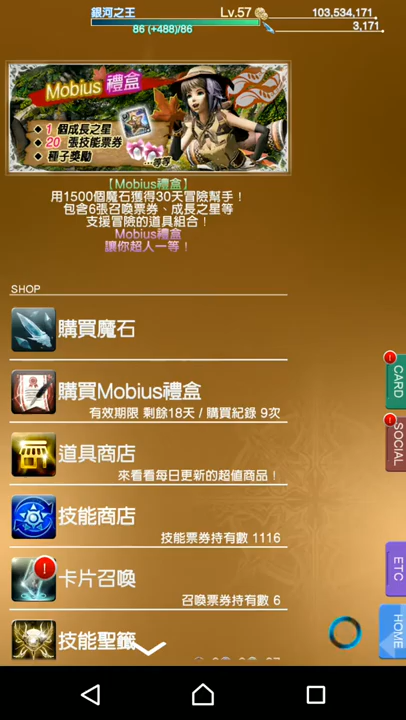 銀河之王
Lv.57
103,534,171
86 (+488)/86
3,171
Mobius 禮盒
◆ 1 個成長之星
◆ 20 張技能票券
◆ 種子獎勵
...等等
【Mobius禮盒】
用1500個魔石獲得30天冒險幫手！
包含6張召喚票券、成長之星等
支援冒險的道具組合！
Mobius禮盒
讓你超人一等！
SHOP
購買魔石
購買Mobius禮盒
有效期限 剩餘18天 / 購買紀錄 9次
道具商店
來看看每日更新的超值商品！
技能商店
技能票券持有數 1116
卡片召喚
召喚票券持有數 6
技能聖籤
CARD
SOCIAL
ETC
HOME